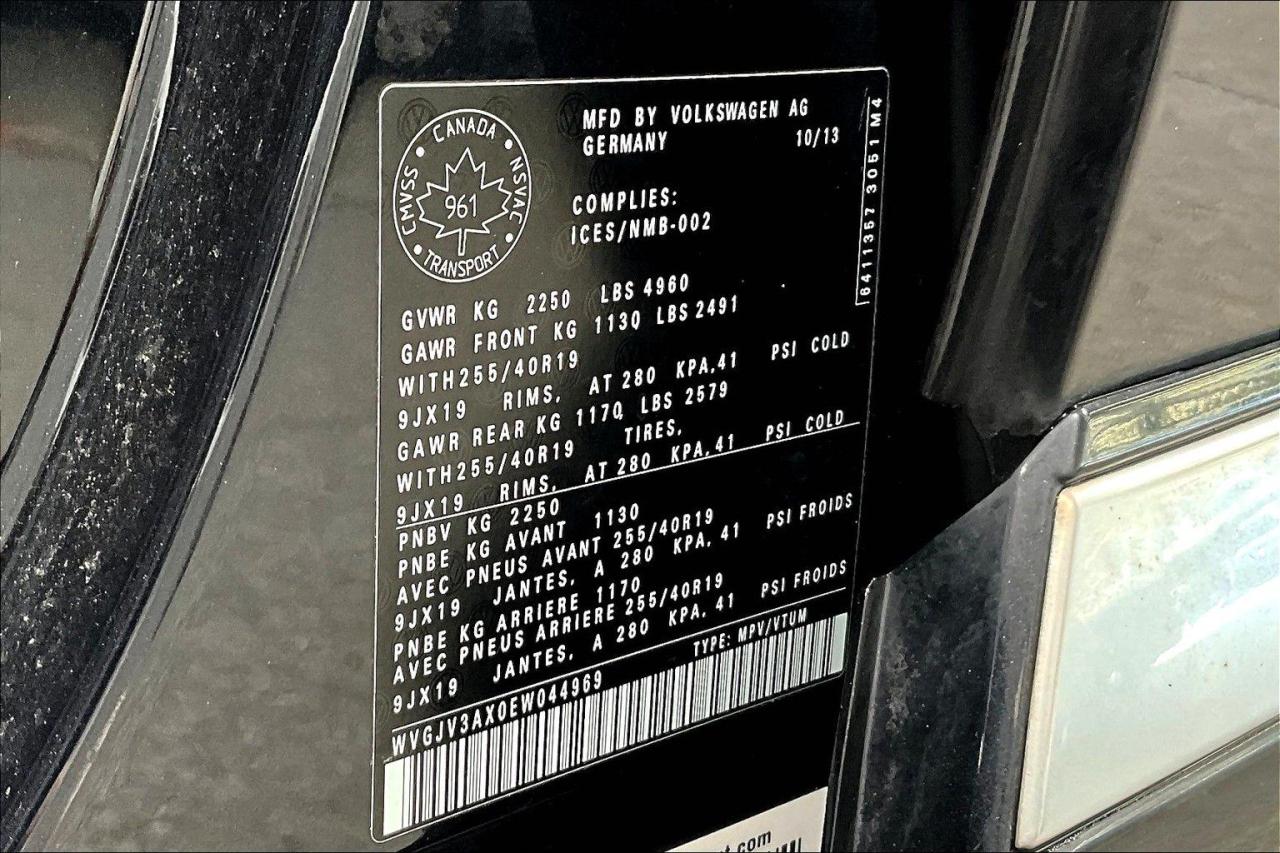 CANADA
CMVSS
NSVAC
961
TRANSPORT
MFD BY VOLKSWAGEN AG
GERMANY 10/13
COMPLIES:
ICES/NMB-002
6411357 3051 M4
GVWR KG 2250 LBS 4960
GAWR FRONT KG 1130 LBS 2491
WITH255/40R19
9JX19 RIMS. AT 280 KPA.41 PSI COLD
GAWR REAR KG 1170 LBS 2579
WITH255/40R19 TIRES.
9JX19 RIMS. AT 280 KPA.41 PSI COLD
PNBV KG 2250
PNBE KG AVANT 1130
AVEC PNEUS AVANT 255/40R19
9JX19 JANTES. A 280 KPA. 41 PSI FROIDS
PNBE KG ARRIERE 1170
AVEC PNEUS ARRIERE 255/40R19
9JX19 JANTES. A 280 KPA. 41 PSI FROIDS
TYPE: MPV/VTUM
WVGJV3AX0EW044969